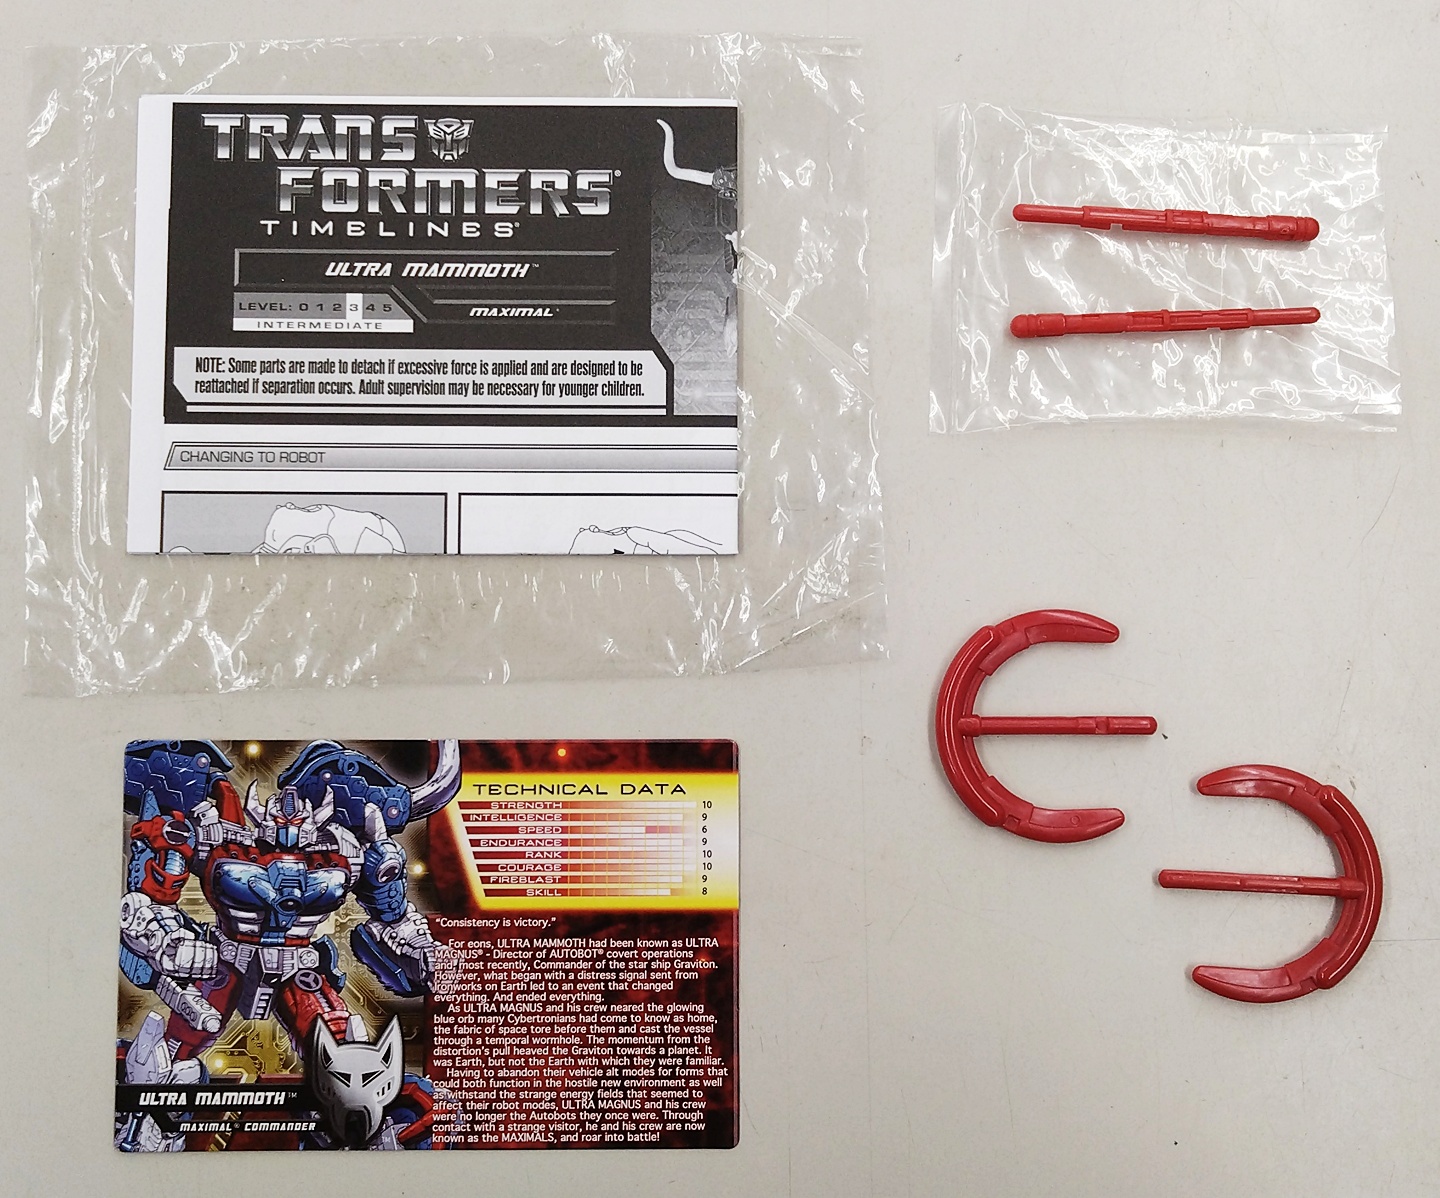 TRANS
FORMERS®
TIMELINES®
ULTRA MAMMOTH™
LEVEL: 0 1 2 3 4 5
INTERMEDIATE
MAXIMAL®
NOTE: Some parts are made to detach if excessive force is applied and are designed to be
reattached if separation occurs. Adult supervision may be necessary for younger children.
CHANGING TO ROBOT
TECHNICAL DATA
STRENGTH 10
INTELLIGENCE 9
SPEED 6
ENDURANCE 9
RANK 10
COURAGE 10
FIREBLAST 9
SKILL 8
"Consistency is victory."
For eons, ULTRA MAMMOTH had been known as ULTRA
MAGNUS® - Director of AUTOBOT® covert operations
and, most recently, Commander of the star ship Graviton.
However, what began with a distress signal sent from
Ironworks on Earth led to an event that changed
everything. And ended everything.
As ULTRA MAGNUS and his crew neared the glowing
blue orb many Cybertronians had come to know as home,
the fabric of space tore before them and cast the vessel
through a temporal wormhole. The momentum from the
distortion's pull heaved the Graviton towards a planet. It
was Earth, but not the Earth with which they were familiar.
Having to abandon their vehicle alt modes for forms that
could both function in the hostile new environment as well
as withstand the strange energy fields that seemed to
affect their robot modes, ULTRA MAGNUS and his crew
were no longer the Autobots they once were. Through
contact with a strange visitor, he and his crew are now
known as the MAXIMALS, and roar into battle!
ULTRA MAMMOTH™
MAXIMAL® COMMANDER